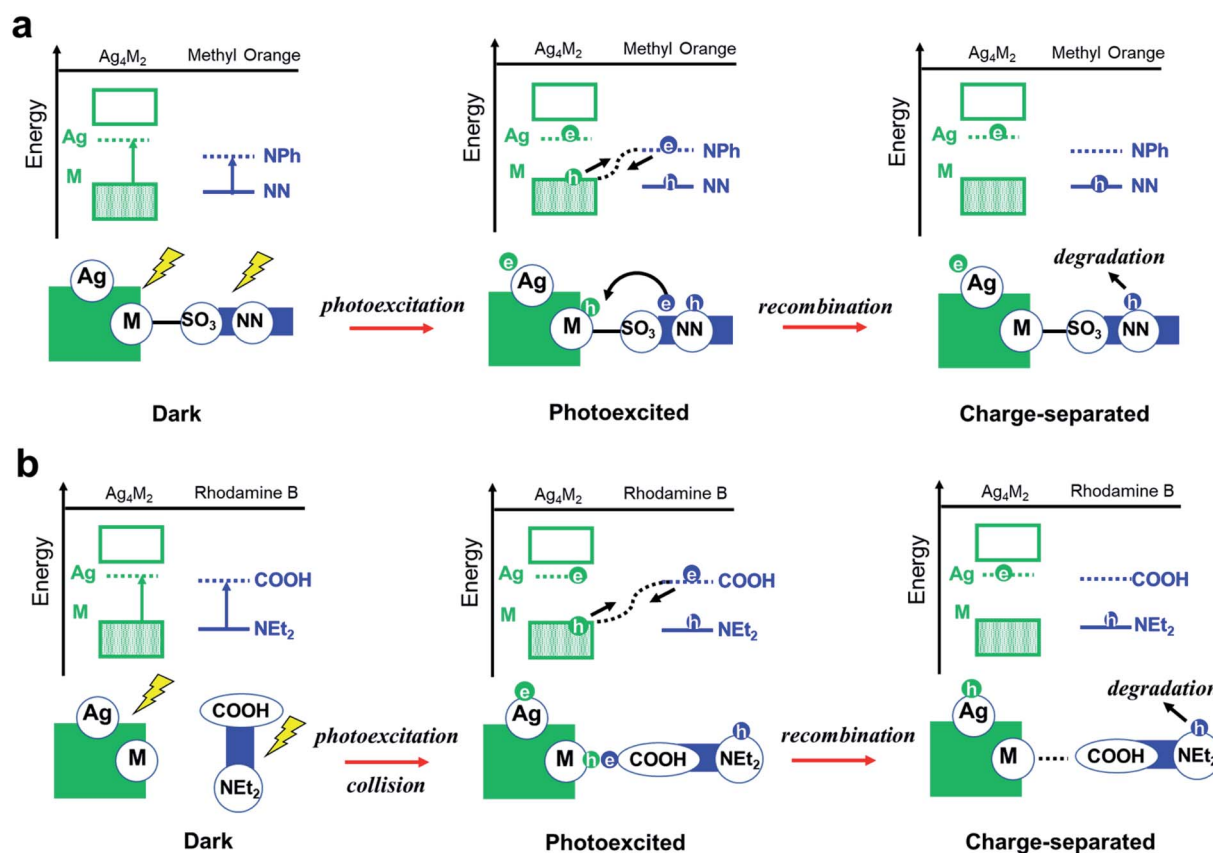 a
Ag₄M₂ Methyl Orange
Energy
Ag
M
NPh
NN
Ag
M
SO₃
NN
Dark
photoexcitation
Ag₄M₂ Methyl Orange
Energy
Ag
M
e
h
e
h
NPh
NN
e
Ag
h
M
SO₃
e
h
NN
Photoexcited
recombination
Ag₄M₂ Methyl Orange
Energy
Ag
M
e
h
NPh
NN
degradation
e
Ag
M
SO₃
h
NN
Charge-separated
b
Ag₄M₂ Rhodamine B
Energy
Ag
M
COOH
NEt₂
Ag
M
COOH
NEt₂
Dark
photoexcitation
collision
Ag₄M₂ Rhodamine B
Energy
Ag
M
e
h
e
h
COOH
NEt₂
e
Ag
M
h
e
COOH
h
NEt₂
Photoexcited
recombination
Ag₄M₂ Rhodamine B
Energy
Ag
M
e
h
COOH
NEt₂
degradation
h
Ag
M
COOH
h
NEt₂
Charge-separated